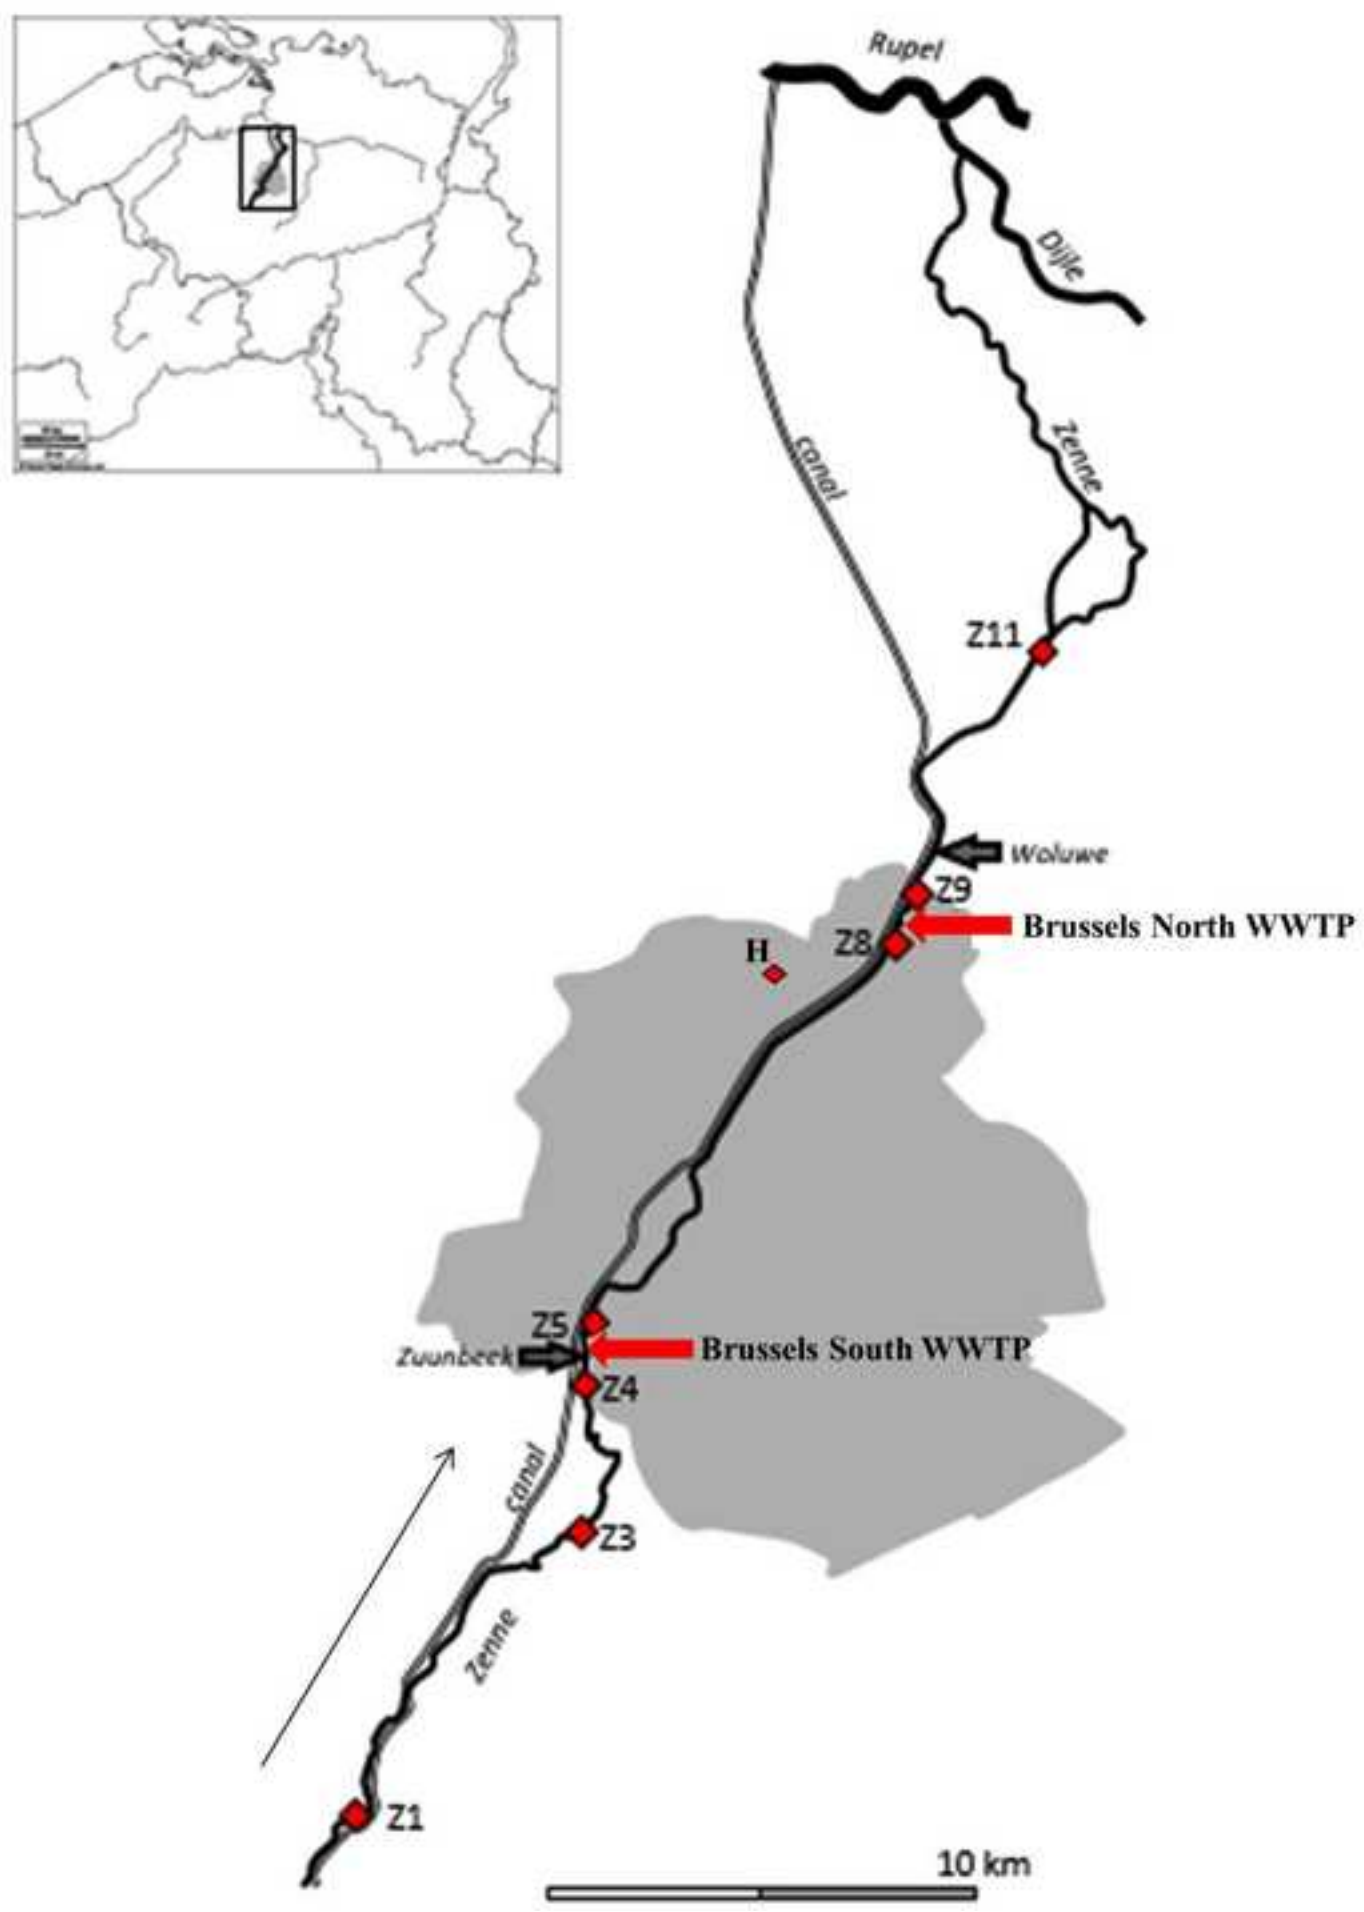 Rupel
Dijle
Zenne
canal
Z11
Woluwe
Z9
Brussels North WWTP
Z8
H
Z5
Zuunbeek
Brussels South WWTP
Z4
canal
Z3
Zenne
Z1
10 km